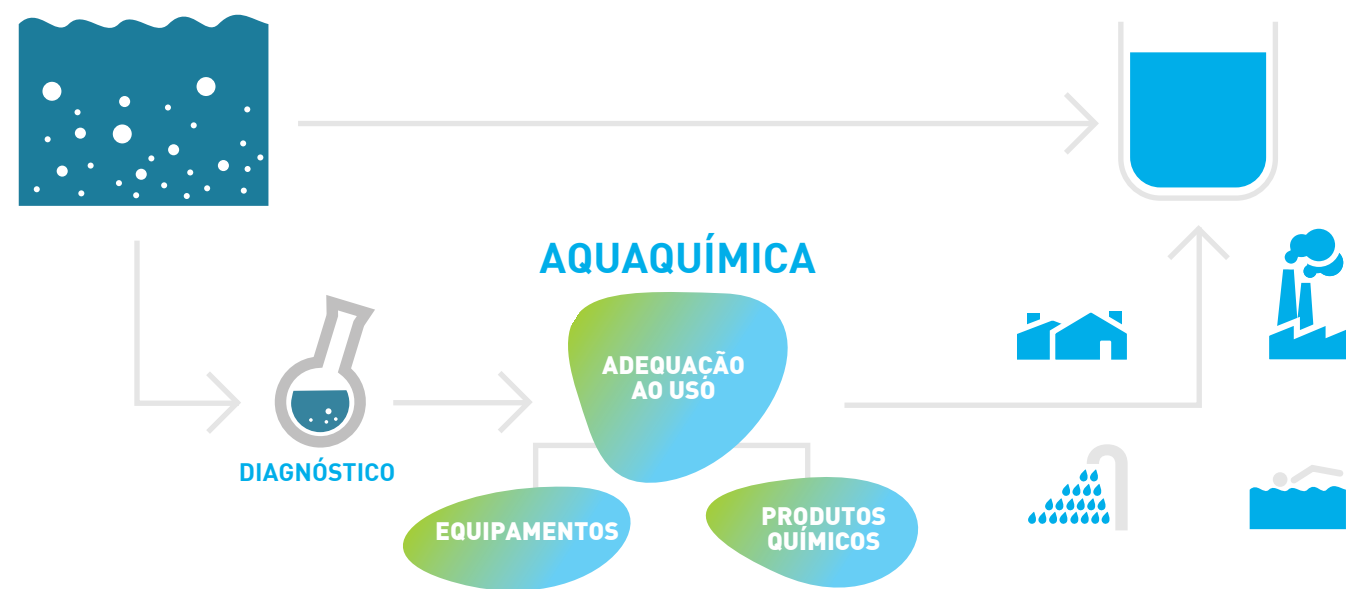 AQUAQUÍMICA
ADEQUAÇÃO
AO USO
DIAGNÓSTICO
EQUIPAMENTOS
PRODUTOS
QUÍMICOS